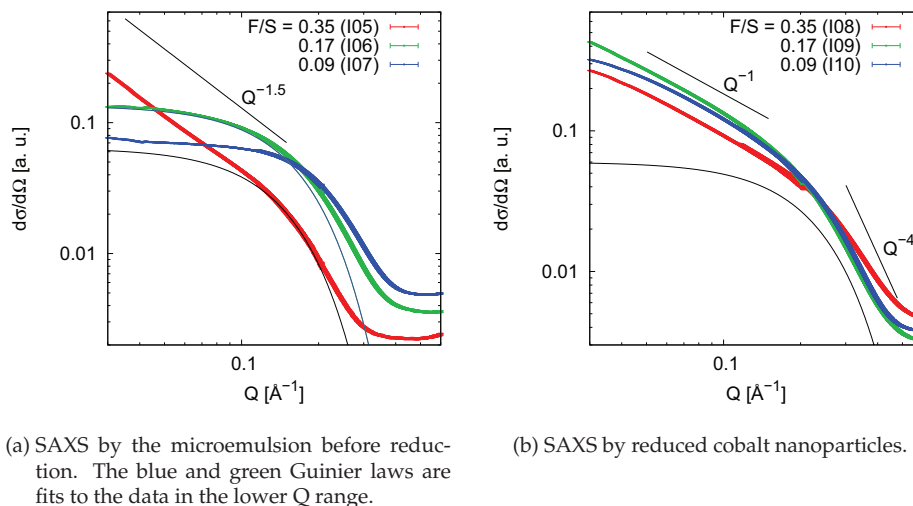 F/S = 0.35 (I05)
0.17 (I06)
0.09 (I07)
Q⁻¹·⁵
0.1
0.01
dσ/dΩ [a. u.]
0.1
Q [Å⁻¹]
(a) SAXS by the microemulsion before reduc-
tion. The blue and green Guinier laws are
fits to the data in the lower Q range.
F/S = 0.35 (I08)
0.17 (I09)
0.09 (I10)
Q⁻¹
Q⁻⁴
0.1
0.01
dσ/dΩ [a. u.]
0.1
Q [Å⁻¹]
(b) SAXS by reduced cobalt nanoparticles.